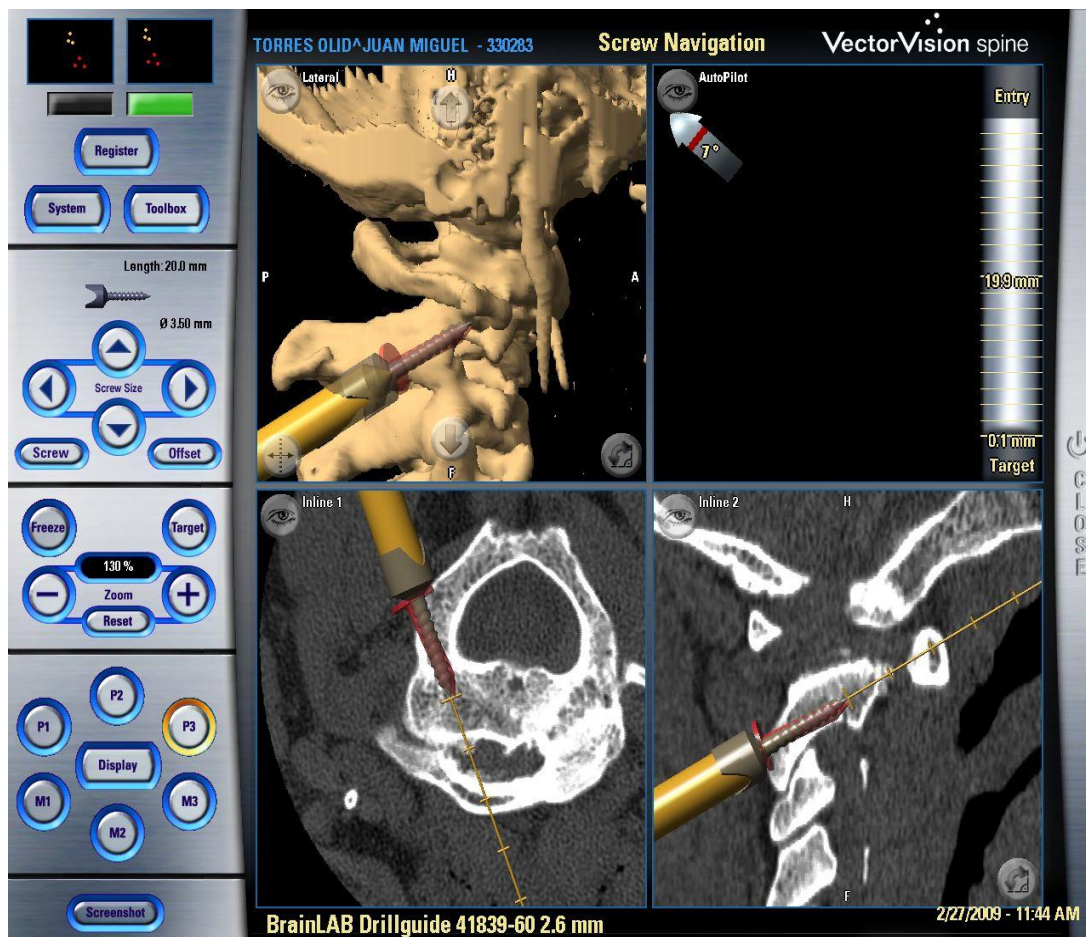 TORRES OLID^JUAN MIGUEL - 330283
Screw Navigation
VectorVision spine
Register
System
Toolbox
Length: 20.0 mm
Ø 3.50 mm
Screw Size
Screw
Offset
Freeze
Target
130 %
Zoom
Reset
P2
P1
P3
Display
M1
M3
M2
Screenshot
Lateral
H
P
A
F
AutoPilot
7°
Entry
19.9 mm
0.1 mm
Target
Inline 1
Inline 2
H
F
CLOSE
BrainLAB Drillguide 41839-60 2.6 mm
2/27/2009 - 11:44 AM